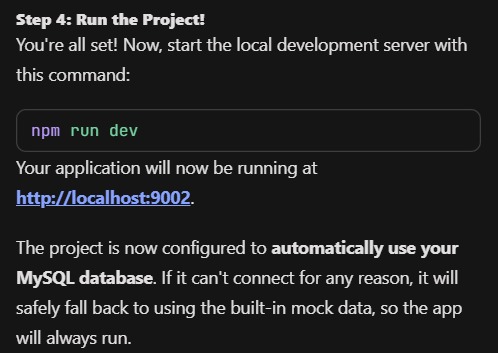 Step 4: Run the Project!
You're all set! Now, start the local development server with
this command:
npm run dev
Your application will now be running at
http://localhost:9002.
The project is now configured to automatically use your
MySQL database. If it can't connect for any reason, it will
safely fall back to using the built-in mock data, so the app
will always run.